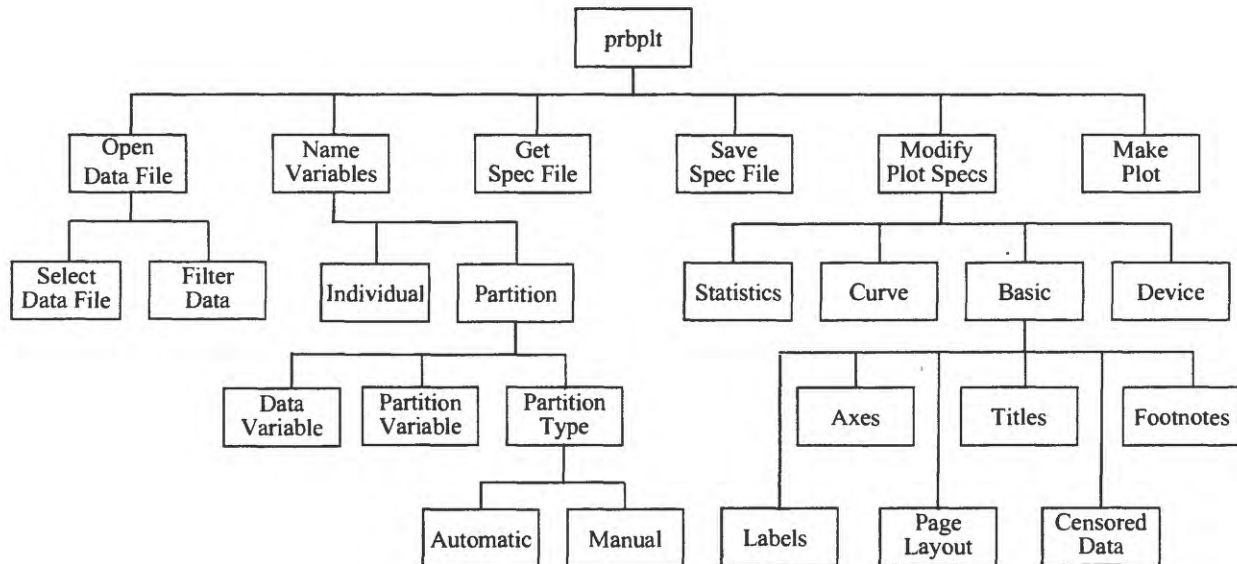 prbplt
Open
Data File
Name
Variables
Get
Spec File
Save
Spec File
Modify
Plot Specs
Make
Plot
Select
Data File
Filter
Data
Individual
Partition
Statistics
Curve
Basic
Device
Data
Variable
Partition
Variable
Partition
Type
Axes
Titles
Footnotes
Automatic
Manual
Labels
Page
Layout
Censored
Data